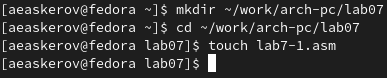 [aeaskerov@fedora ~]$ mkdir ~/work/arch-pc/lab07
[aeaskerov@fedora ~]$ cd ~/work/arch-pc/lab07
[aeaskerov@fedora lab07]$ touch lab7-1.asm
[aeaskerov@fedora lab07]$